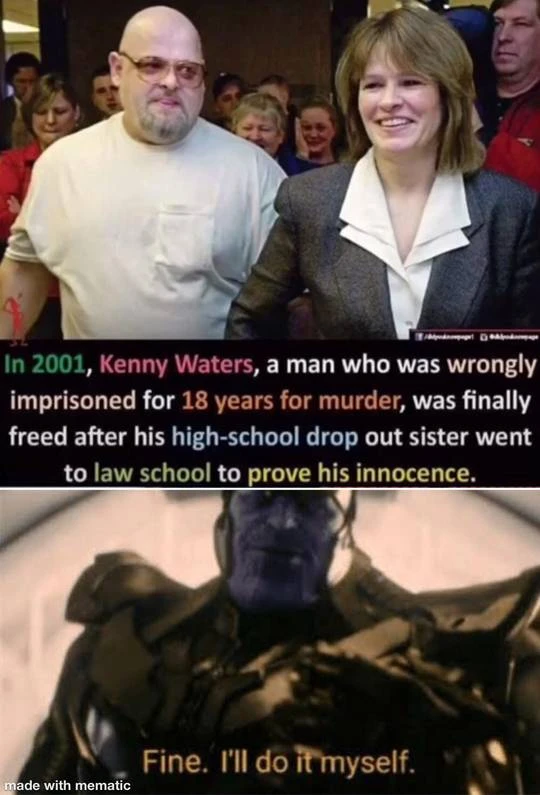 In 2001, Kenny Waters, a man who was wrongly
imprisoned for 18 years for murder, was finally
freed after his high-school drop out sister went
to law school to prove his innocence.
Fine. I'll do it myself.
made with mematic